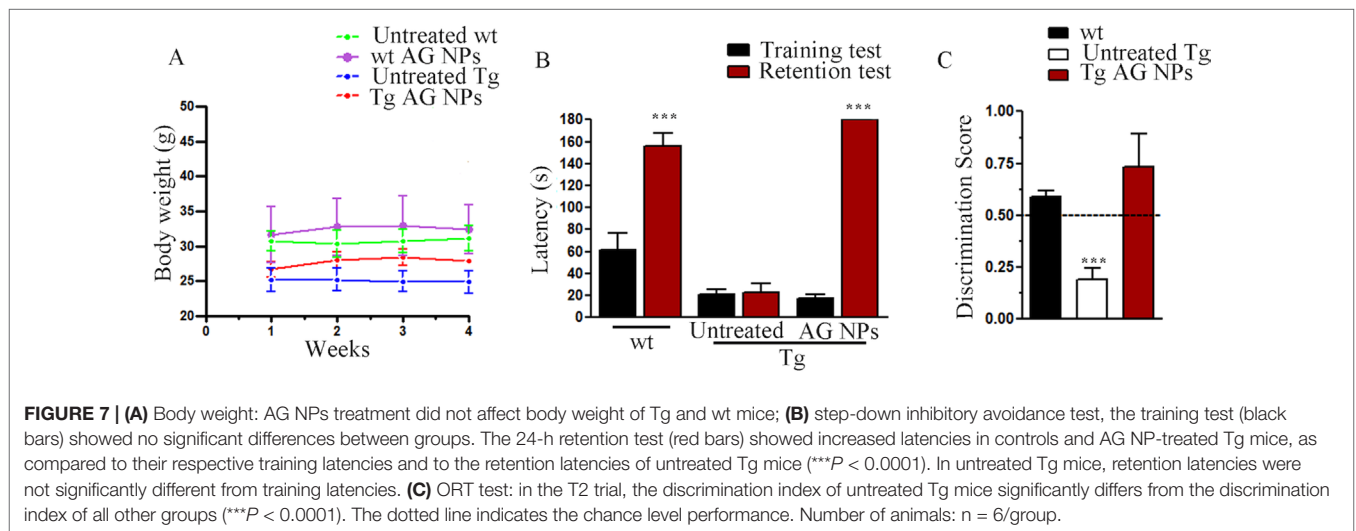 A
Untreated wt
wt AG NPs
Untreated Tg
Tg AG NPs
Body weight (g)
50
45
40
35
30
25
20
0
1
2
3
4
Weeks
B
Training test
Retention test
Latency (s)
180
160
140
120
100
80
60
40
20
0
***
***
Untreated AG NPs
wt
Tg
C
wt
Untreated Tg
Tg AG NPs
Discrimination Score
1.00
0.75
0.50
0.25
0.00
***
FIGURE 7 | (A) Body weight: AG NPs treatment did not affect body weight of Tg and wt mice; (B) step-down inhibitory avoidance test, the training test (black
bars) showed no significant differences between groups. The 24-h retention test (red bars) showed increased latencies in controls and AG NP-treated Tg mice, as
compared to their respective training latencies and to the retention latencies of untreated Tg mice (***P < 0.0001). In untreated Tg mice, retention latencies were
not significantly different from training latencies. (C) ORT test: in the T2 trial, the discrimination index of untreated Tg mice significantly differs from the discrimination
index of all other groups (***P < 0.0001). The dotted line indicates the chance level performance. Number of animals: n = 6/group.